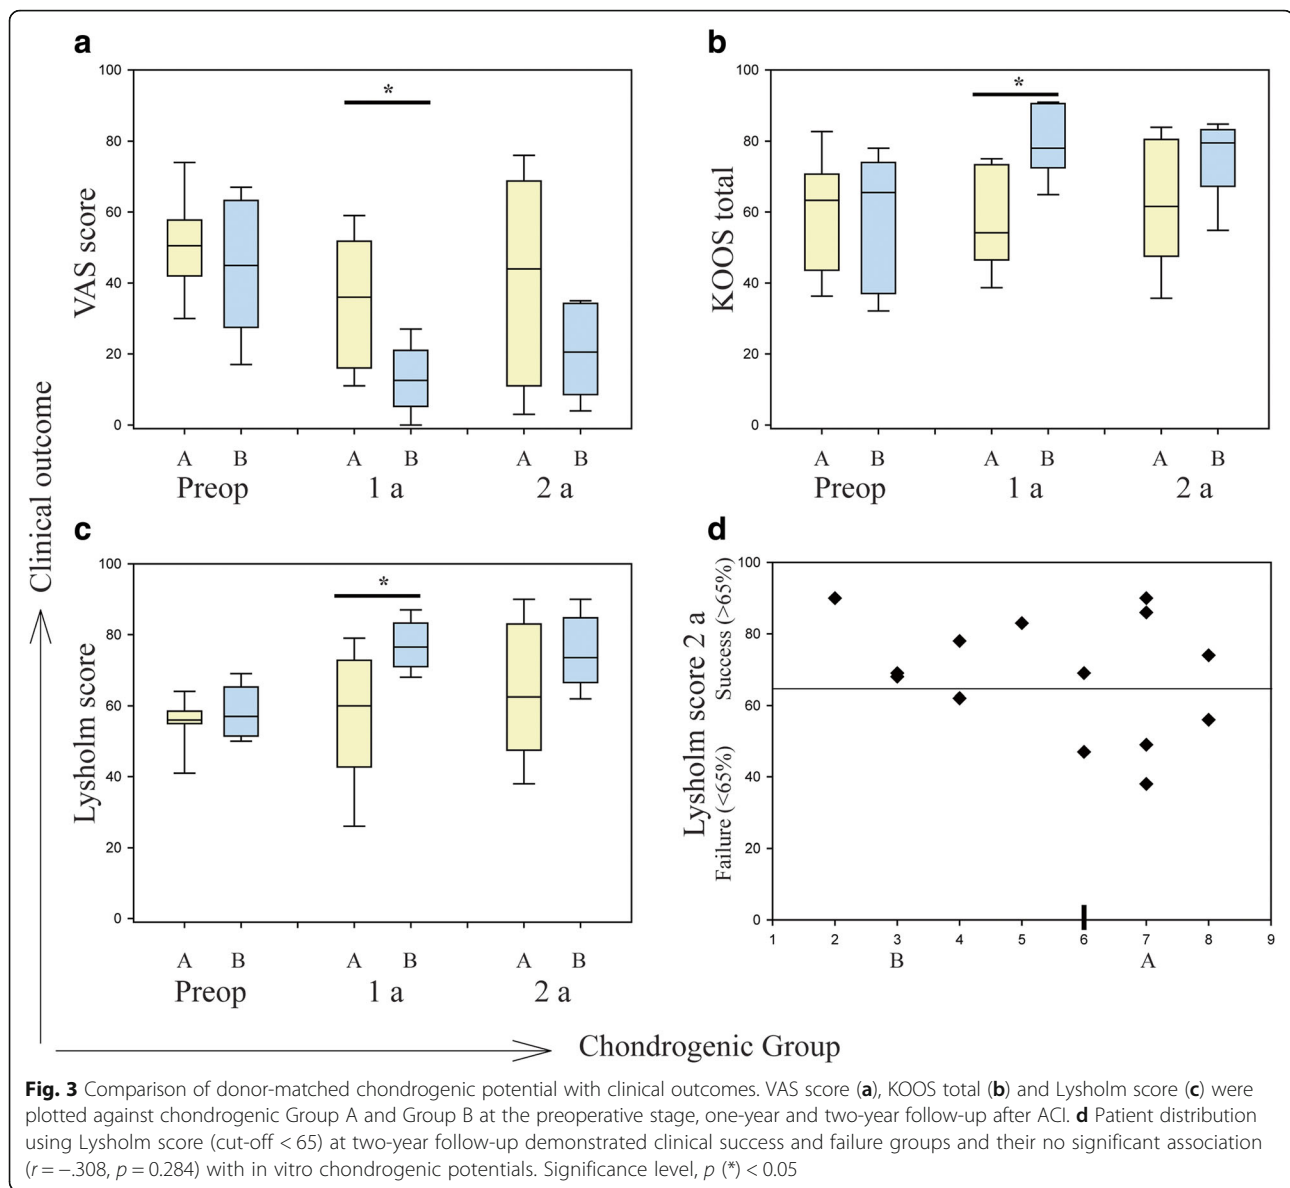 a
100
80
60
40
20
0
VAS score
*
A B A B A B
Preop 1 a 2 a
b
100
80
60
40
20
0
KOOS total
*
A B A B A B
Preop 1 a 2 a
Clinical outcome
c
100
80
60
40
20
0
Lysholm score
*
A B A B A B
Preop 1 a 2 a
d
100
80
60
40
20
0
Lysholm score 2 a
Failure (<65%) Success (>65%)
1 2 3 4 5 6 7 8 9
B A
Chondrogenic Group
Fig. 3 Comparison of donor-matched chondrogenic potential with clinical outcomes. VAS score (a), KOOS total (b) and Lysholm score (c) were
plotted against chondrogenic Group A and Group B at the preoperative stage, one-year and two-year follow-up after ACI. d Patient distribution
using Lysholm score (cut-off < 65) at two-year follow-up demonstrated clinical success and failure groups and their no significant association
(r = −.308, p = 0.284) with in vitro chondrogenic potentials. Significance level, p (*) < 0.05